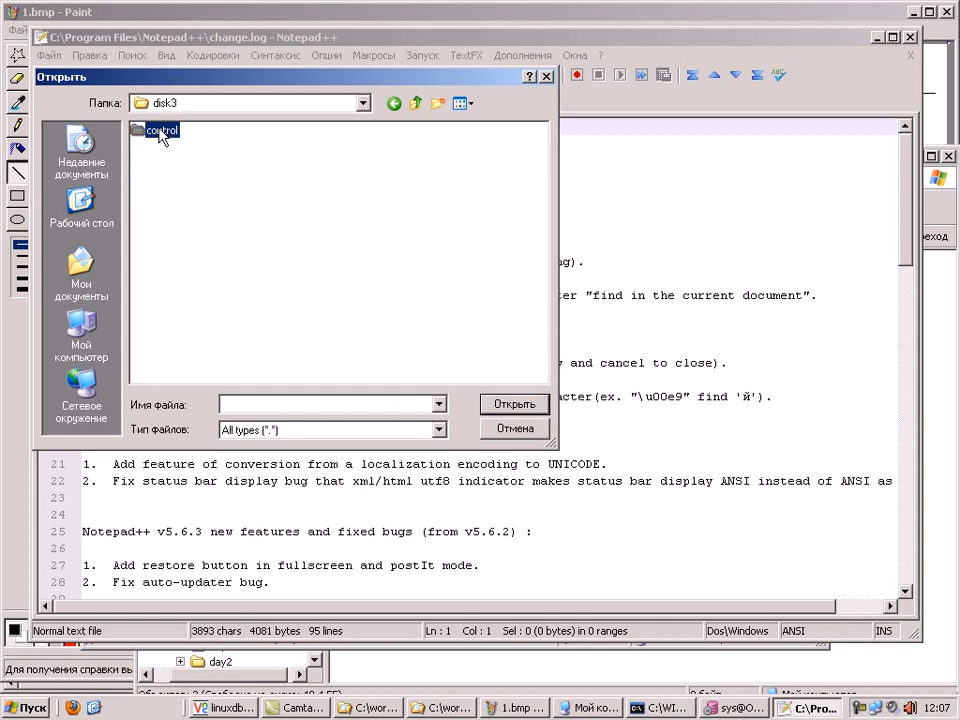 1.bmp - Paint
C:\Program Files\Notepad++\change.log - Notepad++
Файл Правка Поиск Вид Кодировки Синтаксис Опции Макросы Запуск TextFX Дополнения Окна ? X
Открыть
Папка: disk3
control
Недавние документы
Рабочий стол
Мои документы
Мой компьютер
Сетевое окружение
Имя файла: Открыть
Тип файлов: All types (*.*) Отмена
еход
ng).
er "find in the current document".
and cancel to close).
acter(ex. "\u00e9" find 'й').
21 1. Add feature of conversion from a localization encoding to UNICODE.
22 2. Fix status bar display bug that xml/html utf8 indicator makes status bar display ANSI instead of ANSI as
23
24
25 Notepad++ v5.6.3 new features and fixed bugs (from v5.6.2) :
26
27 1. Add restore button in fullscreen and postIt mode.
28 2. Fix auto-updater bug.
Normal text file 3893 chars 4081 bytes 95 lines Ln : 1 Col : 1 Sel : 0 (0 bytes) in 0 ranges Dos\Windows ANSI INS
Для получения справки вы
day2
Пуск linuxdb... Camta... C:\wor... C:\wor... 1.bmp ... Мой ко... C:\WI... sys@O... C:\Pro... 12:07